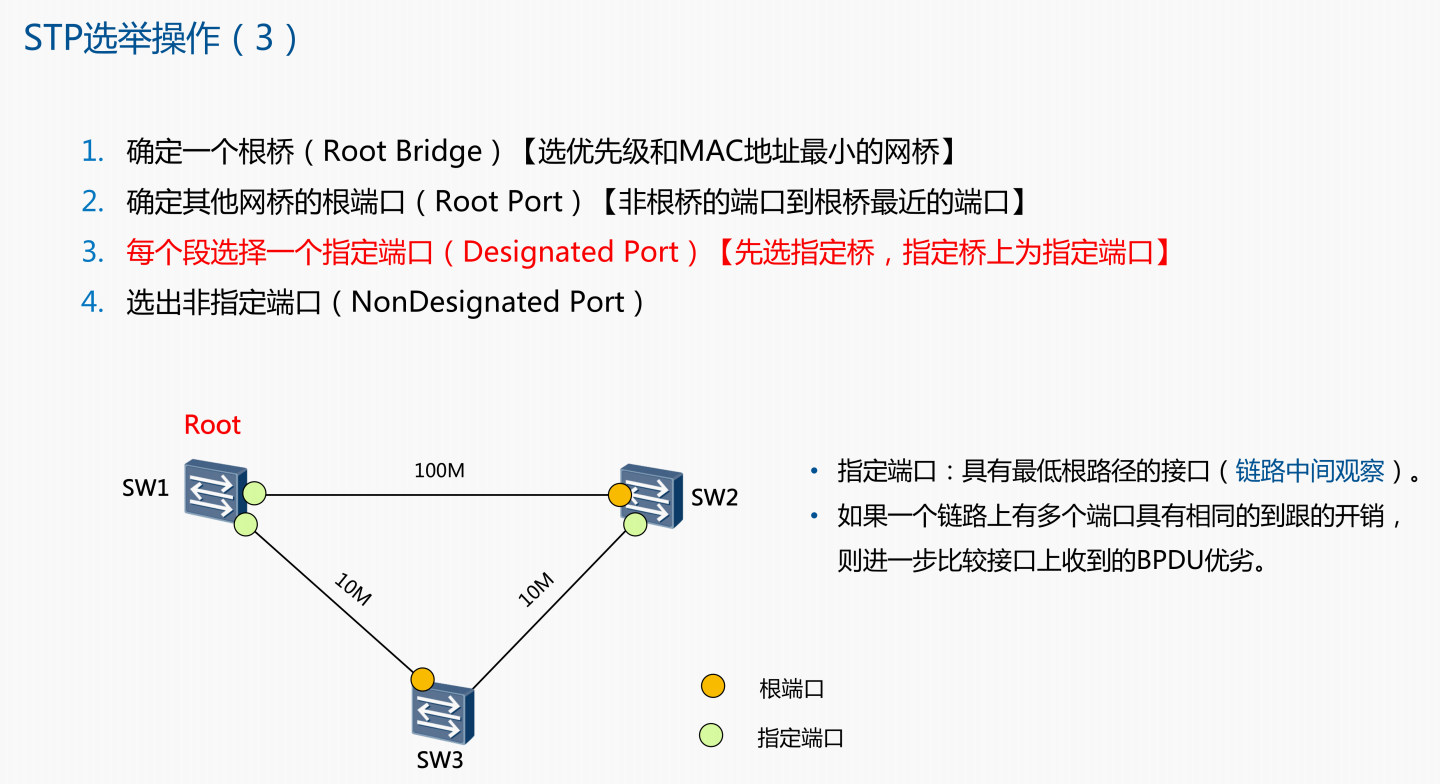 STP选举操作（3）
1. 确定一个根桥（Root Bridge）【选优先级和MAC地址最小的网桥】
2. 确定其他网桥的根端口（Root Port）【非根桥的端口到根桥最近的端口】
3. 每个段选择一个指定端口（Designated Port）【先选指定桥，指定桥上为指定端口】
4. 选出非指定端口（NonDesignated Port）
Root
SW1
100M
SW2
10M
10M
SW3
• 指定端口：具有最低根路径的接口（链路中间观察）。
• 如果一个链路上有多个端口具有相同的到跟的开销，
则进一步比较接口上收到的BPDU优劣。
根端口
指定端口